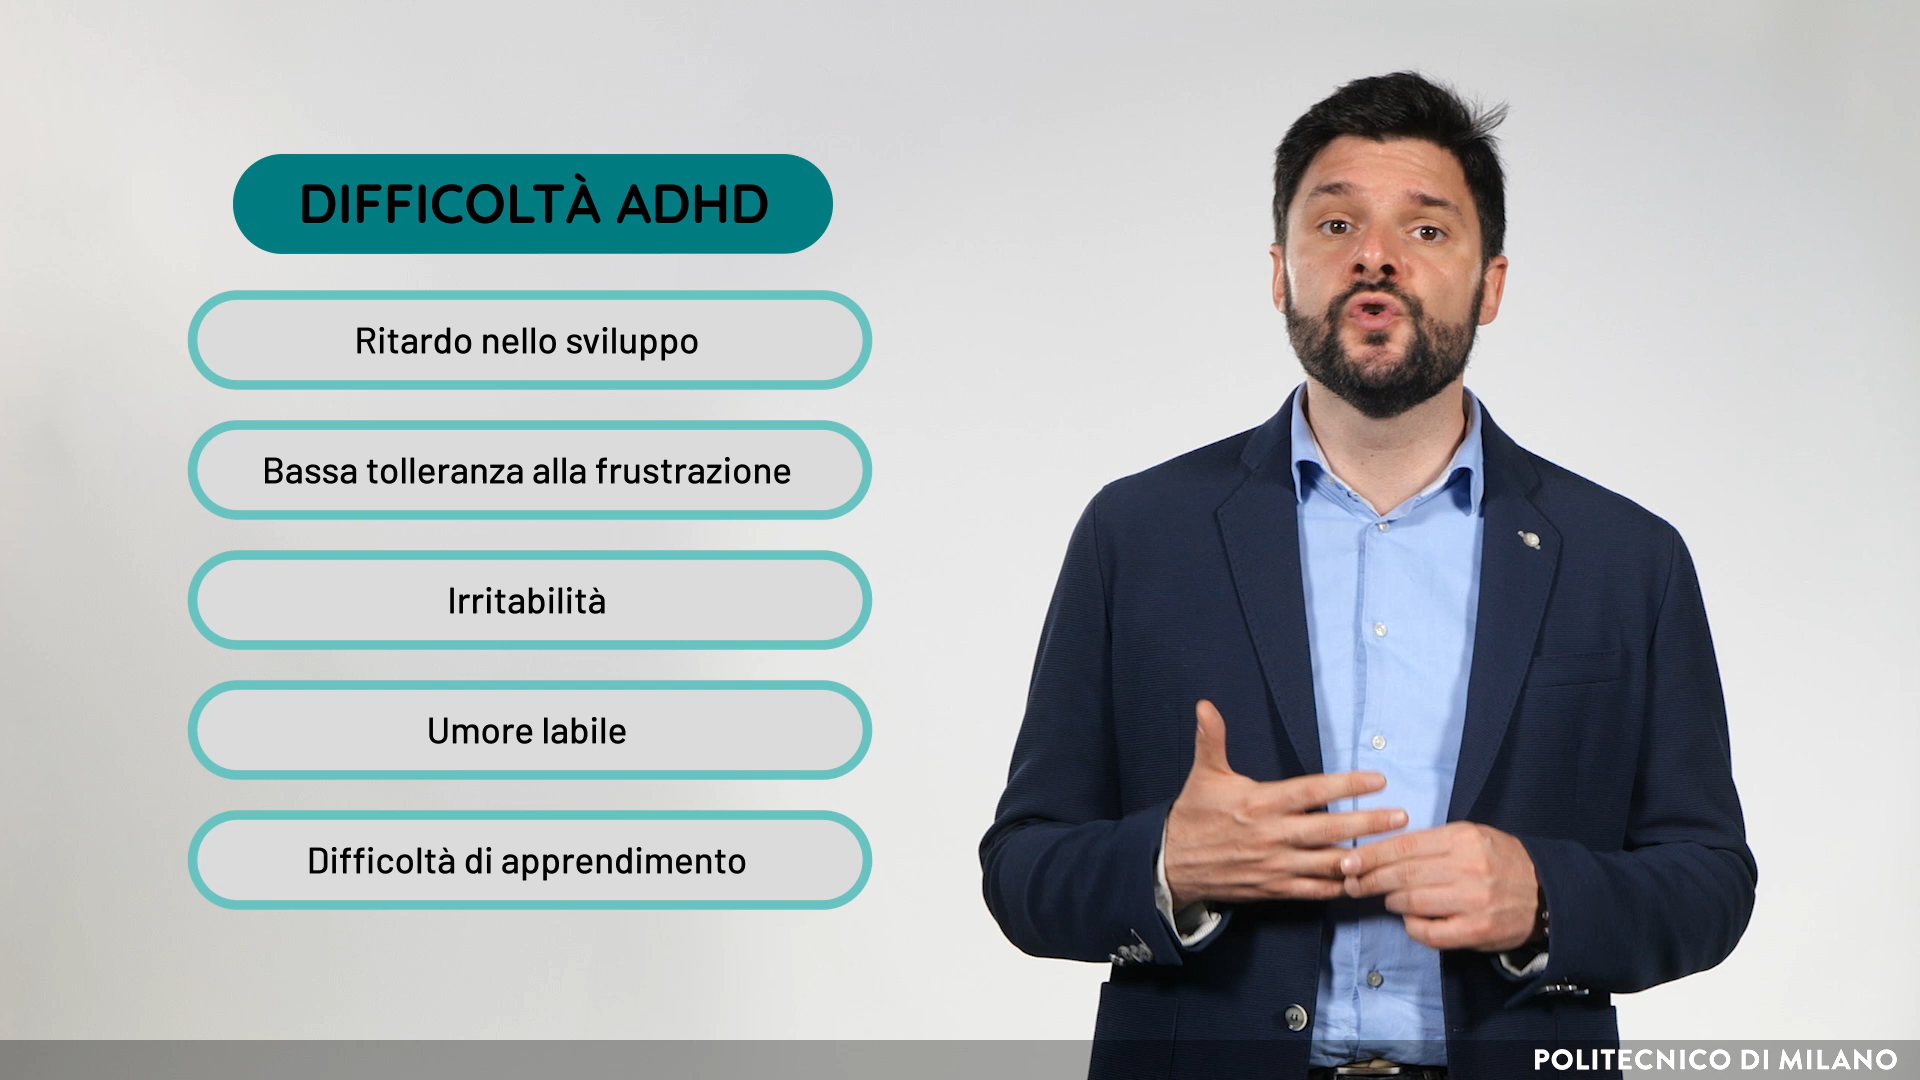 DIFFICOLTÀ ADHD
Ritardo nello sviluppo
Bassa tolleranza alla frustrazione
Irritabilità
Umore labile
Difficoltà di apprendimento
POLITECNICO DI MILANO